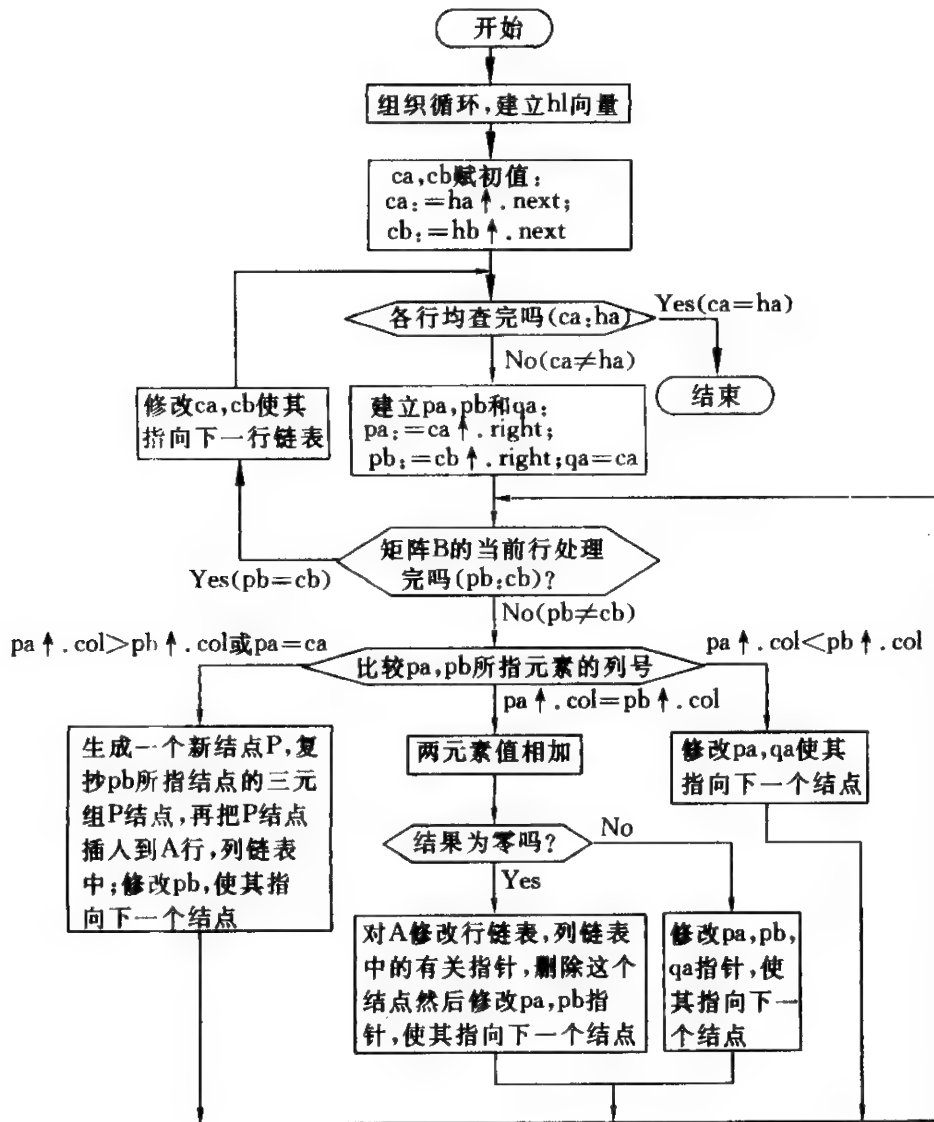 开始
组织循环,建立hl向量
ca,cb赋初值:
ca:=ha↑.next;
cb:=hb↑.next
各行均查完吗(ca:ha)
Yes(ca=ha)
No(ca≠ha)
结束
修改ca,cb使其
指向下一行链表
建立pa,pb和qa:
pa:=ca↑.right;
pb:=cb↑.right;qa=ca
矩阵B的当前行处理
完吗(pb:cb)?
Yes(pb=cb)
No(pb≠cb)
pa↑.col>pb↑.col或pa=ca
pa↑.col<pb↑.col
比较pa,pb所指元素的列号
pa↑.col=pb↑.col
生成一个新结点P,复
抄pb所指结点的三元
组P结点,再把P结点
插入到A行,列链表
中;修改pb,使其指
向下一个结点
两元素值相加
修改pa,qa使其
指向下一个结点
结果为零吗?
No
Yes
对A修改行链表,列链表
中的有关指针,删除这个
结点然后修改pa,pb指
针,使其指向下一个结点
修改pa,pb,
qa指针,使
其指向下一
个结点